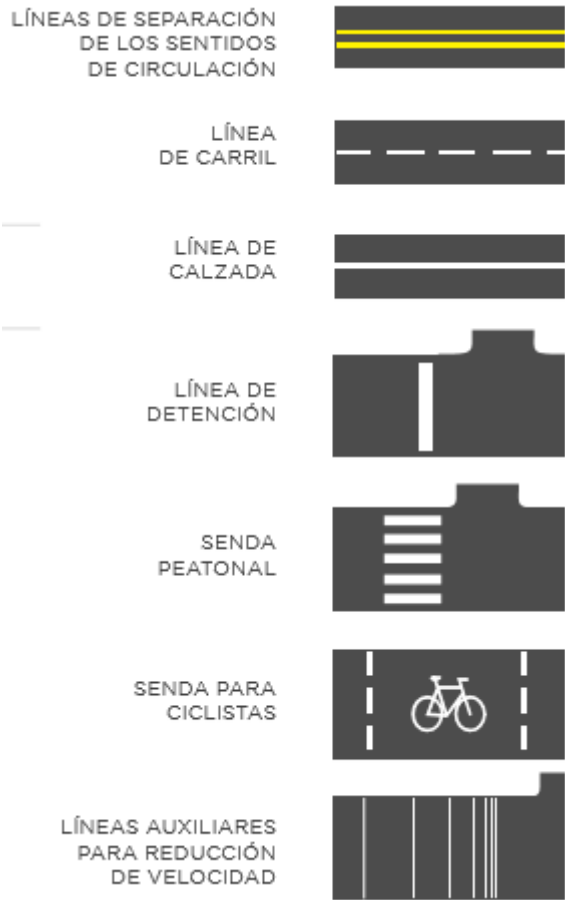 LÍNEAS DE SEPARACIÓN
DE LOS SENTIDOS
DE CIRCULACIÓN
LÍNEA
DE CARRIL
LÍNEA DE
CALZADA
LÍNEA DE
DETENCIÓN
SENDA
PEATONAL
SENDA PARA
CICLISTAS
LÍNEAS AUXILIARES
PARA REDUCCIÓN
DE VELOCIDAD